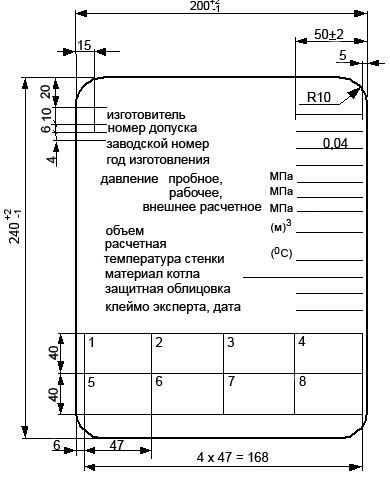 200 +2 -1
50±2
15
5
20
R10
10
изготовитель
6
номер допуска
заводской номер
0,04
4
год изготовления
давление пробное, МПа
рабочее, МПа
внешнее расчетное МПа
240 +2 -1
объем (м)3
расчетная
температура стенки (0С)
материал котла
защитная облицовка
клеймо эксперта, дата
40
1 2 3 4
40
5 6 7 8
6
47
4 x 47 = 168